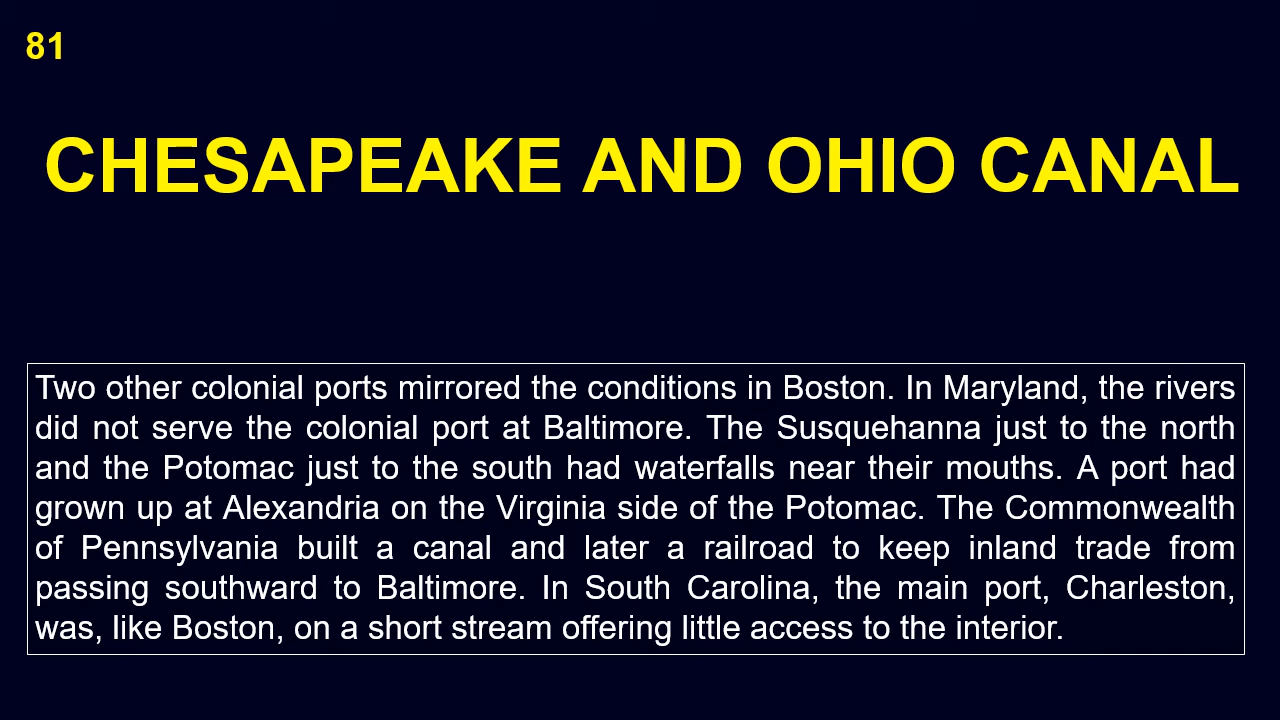 81
CHESAPEAKE AND OHIO CANAL
Two other colonial ports mirrored the conditions in Boston. In Maryland, the rivers
did not serve the colonial port at Baltimore. The Susquehanna just to the north
and the Potomac just to the south had waterfalls near their mouths. A port had
grown up at Alexandria on the Virginia side of the Potomac. The Commonwealth
of Pennsylvania built a canal and later a railroad to keep inland trade from
passing southward to Baltimore. In South Carolina, the main port, Charleston,
was, like Boston, on a short stream offering little access to the interior.